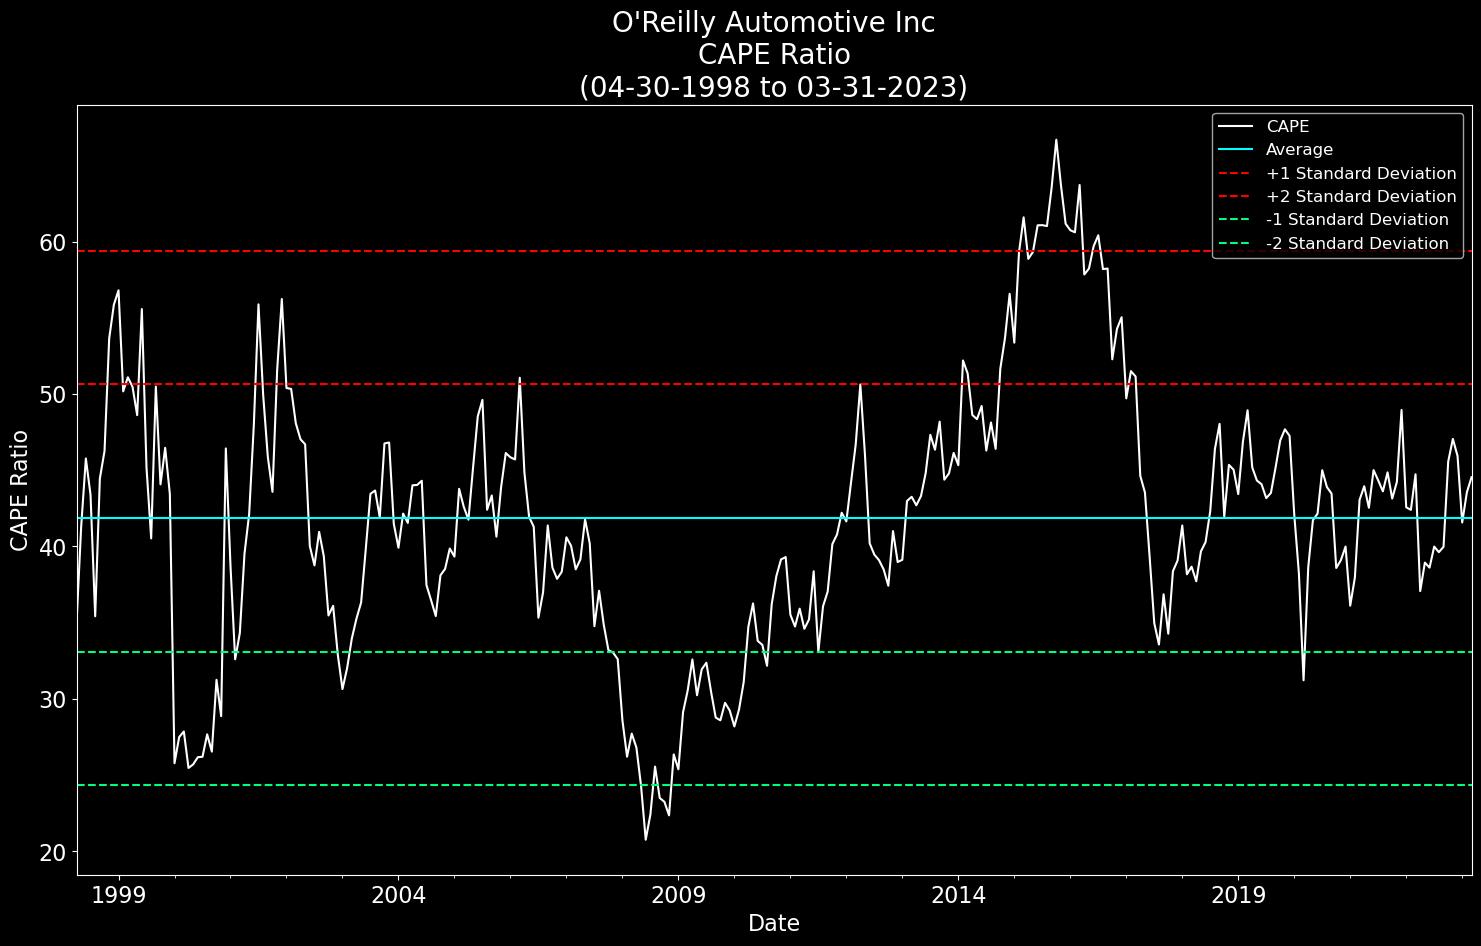 O'Reilly Automotive Inc
CAPE Ratio
(04-30-1998 to 03-31-2023)
CAPE
Average
+1 Standard Deviation
+2 Standard Deviation
-1 Standard Deviation
-2 Standard Deviation
CAPE Ratio
60
50
40
30
20
1999 2004 2009 2014 2019
Date